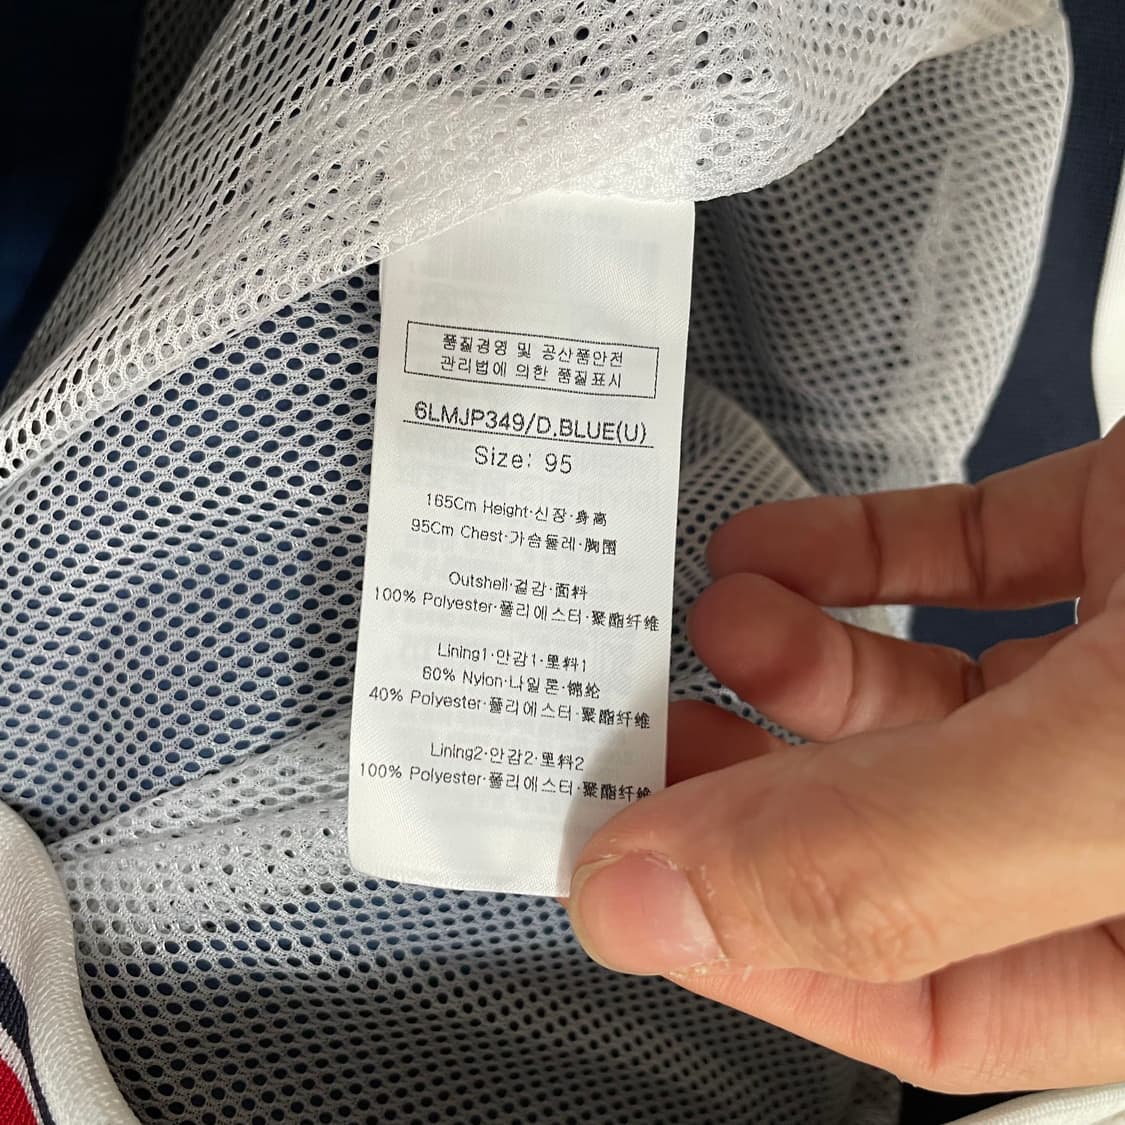 품질경영 및 공산품안전
관리법에 의한 품질표시
6LMJP349/D.BLUE(U)
Size: 95
165Cm Height·신장·身高
95Cm Chest·가슴둘레·胸围
Outshell·겉감·面料
100% Polyester·폴리에스터·聚酯纤维
Lining1·안감1·里料1
60% Nylon·나일론·锦纶
40% Polyester·폴리에스터·聚酯纤维
Lining2·안감2·里料2
100% Polyester·폴리에스터·聚酯纤维